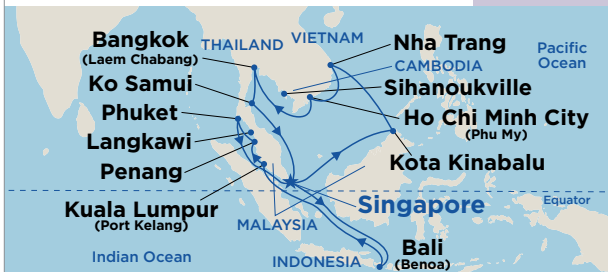 Bangkok
(Laem Chabang)
THAILAND
VIETNAM
Nha Trang
Pacific
Ocean
CAMBODIA
Ko Samui
Sihanoukville
Phuket
Ho Chi Minh City
(Phu My)
Langkawi
Penang
Kota Kinabalu
Kuala Lumpur
(Port Kelang)
MALAYSIA
Singapore
Equator
Bali
(Benoa)
Indian Ocean
INDONESIA